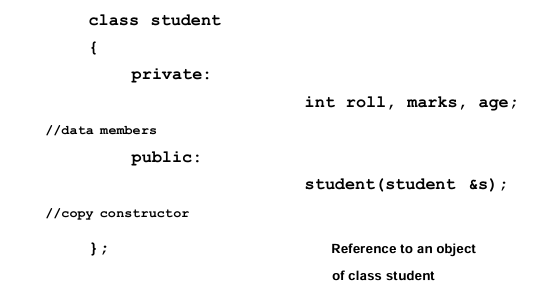 class student
{
private:
int roll, marks, age;
//data members
public:
student(student &s);
//copy constructor
};
Reference to an object
of class student